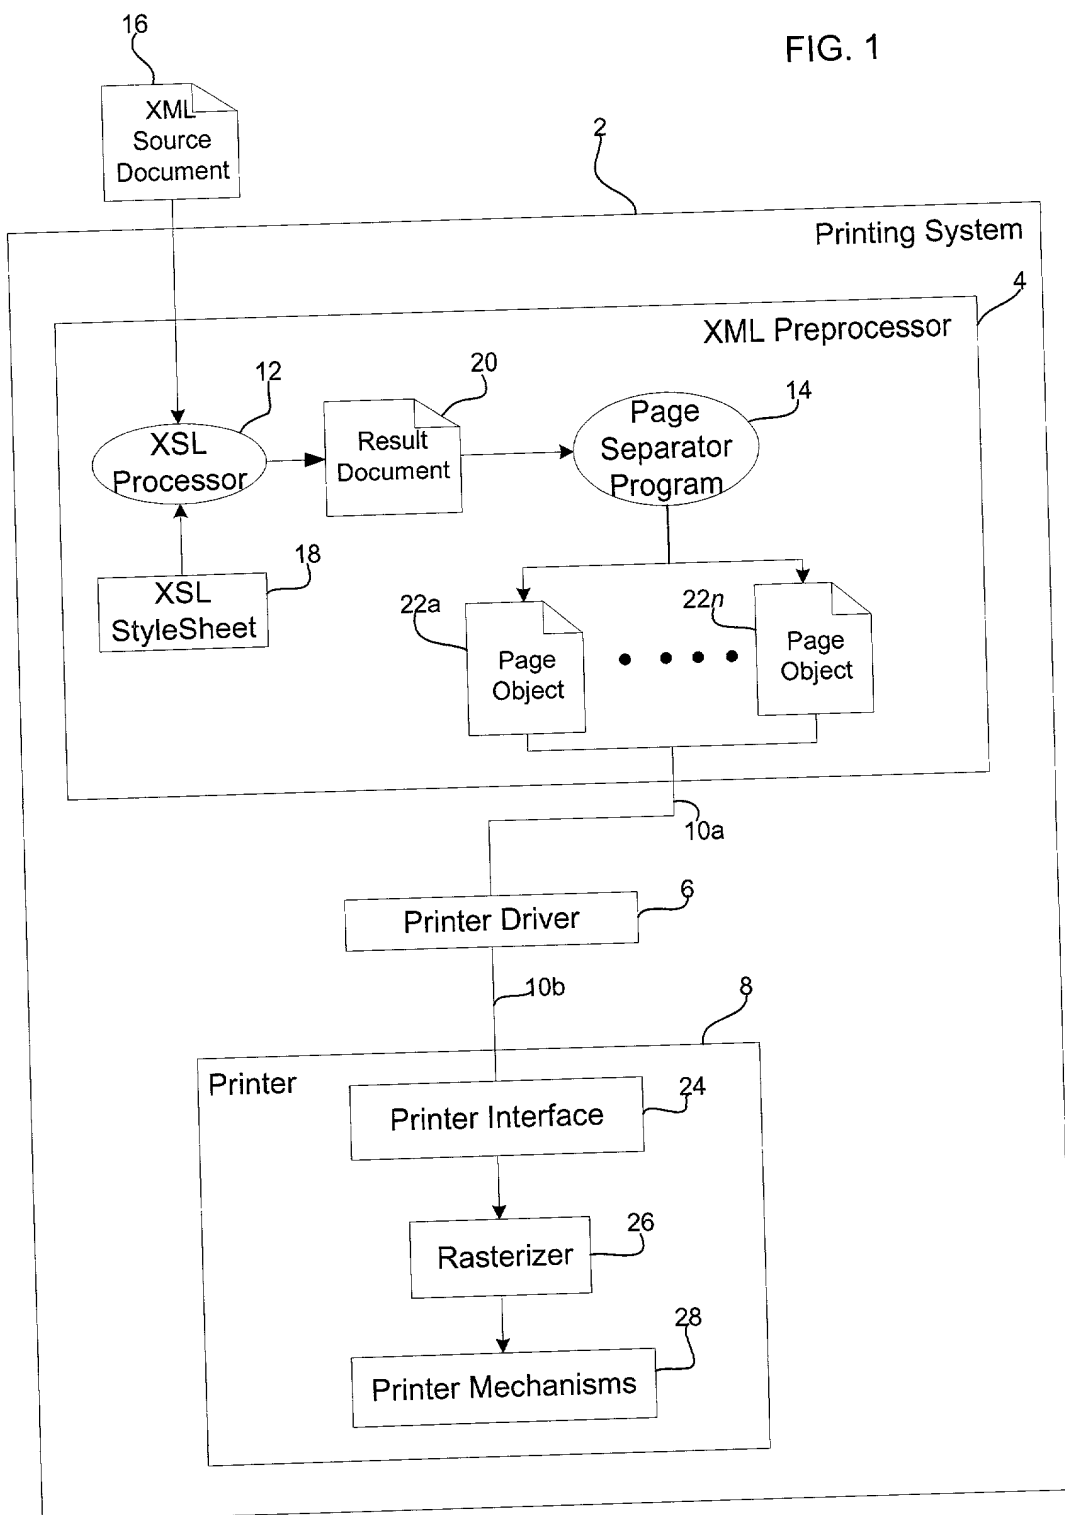 16
FIG. 1
XML
Source
Document
2
Printing System
4
XML Preprocessor
12
20
14
XSL
Processor
Result
Document
Page
Separator
Program
18
XSL
StyleSheet
22a
22n
Page
Object
Page
Object
10a
6
Printer Driver
10b
8
Printer
24
Printer Interface
26
Rasterizer
28
Printer Mechanisms